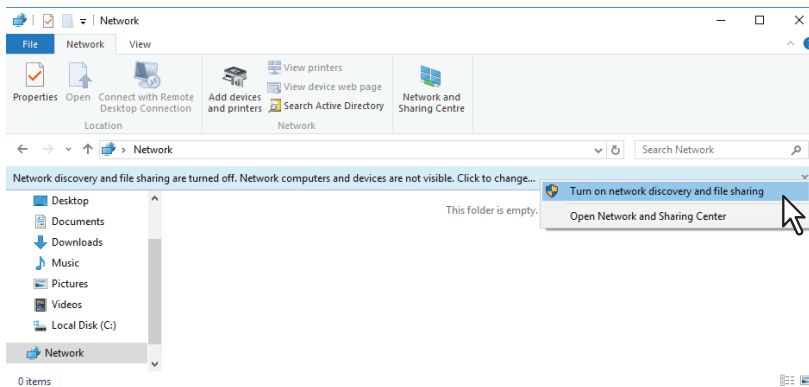 Network
File Network View
Properties
Open
Connect with Remote
Desktop Connection
Location
Add devices
and printers
View printers
View device web page
Search Active Directory
Network
Network and
Sharing Centre
Network
Search Network
Network discovery and file sharing are turned off. Network computers and devices are not visible. Click to change...
Turn on network discovery and file sharing
Open Network and Sharing Center
This folder is empty.
Desktop
Documents
Downloads
Music
Pictures
Videos
Local Disk (C:)
Network
0 items